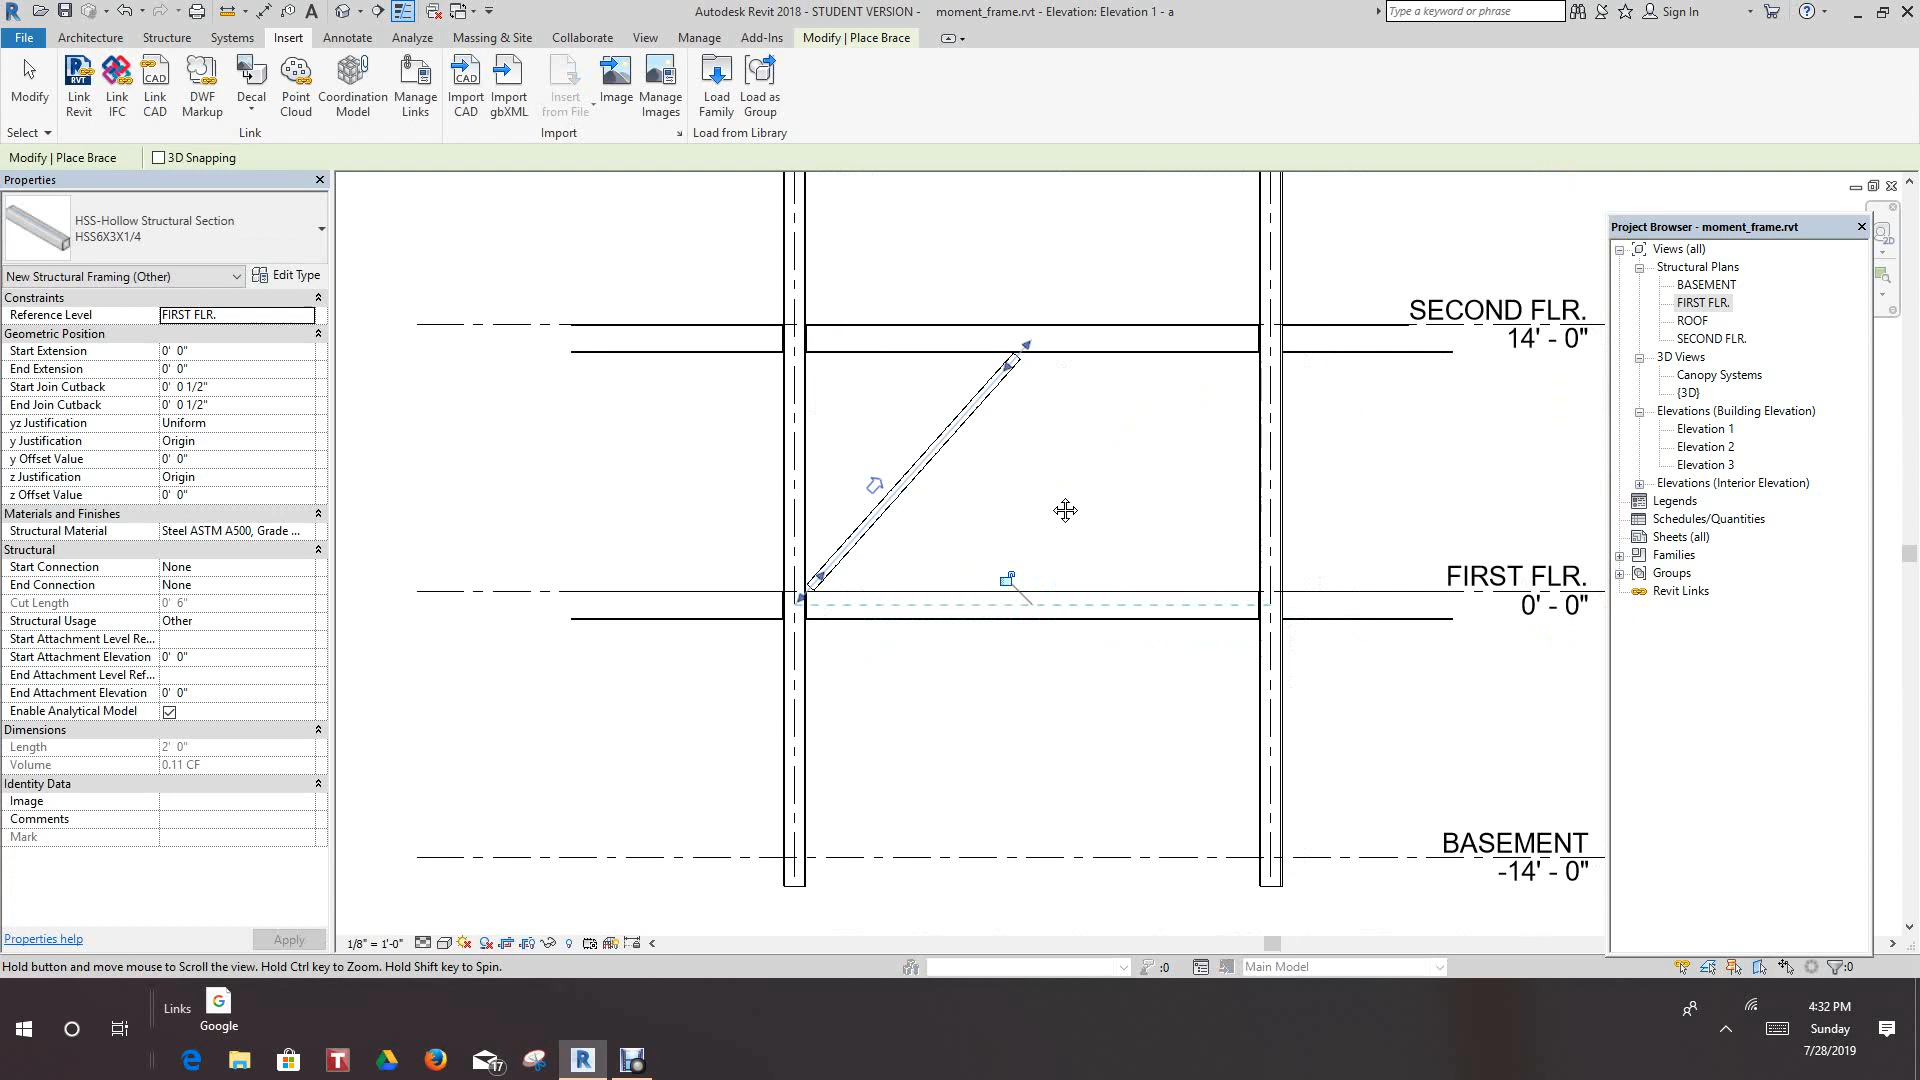 Autodesk Revit 2018 - STUDENT VERSION - moment_frame.rvt - Elevation: Elevation 1 - a
Type a keyword or phrase
Sign In
File Architecture Structure Systems Insert Annotate Analyze Massing & Site Collaborate View Manage Add-Ins Modify | Place Brace
Modify
Link Revit
Link IFC
Link CAD
DWF Markup
Decal
Point Cloud
Coordination Model
Manage Links
Import CAD
Import gbXML
Insert from File
Image
Manage Images
Load Family
Load as Group
Select
Link
Import
Load from Library
Modify | Place Brace
3D Snapping
Properties
HSS-Hollow Structural Section
HSS6X3X1/4
New Structural Framing (Other)
Edit Type
Constraints
Reference Level FIRST FLR.
Geometric Position
Start Extension 0' 0"
End Extension 0' 0"
Start Join Cutback 0' 0 1/2"
End Join Cutback 0' 0 1/2"
yz Justification Uniform
y Justification Origin
y Offset Value 0' 0"
z Justification Origin
z Offset Value 0' 0"
Materials and Finishes
Structural Material Steel ASTM A500, Grade ...
Structural
Start Connection None
End Connection None
Cut Length 0' 6"
Structural Usage Other
Start Attachment Level Re...
Start Attachment Elevation 0' 0"
End Attachment Level Ref...
End Attachment Elevation 0' 0"
Enable Analytical Model
Dimensions
Length 2' 0"
Volume 0.11 CF
Identity Data
Image
Comments
Mark
Properties help
Apply
SECOND FLR.
14' - 0"
FIRST FLR.
0' - 0"
BASEMENT
-14' - 0"
Project Browser - moment_frame.rvt
Views (all)
Structural Plans
BASEMENT
FIRST FLR.
ROOF
SECOND FLR.
3D Views
Canopy Systems
{3D}
Elevations (Building Elevation)
Elevation 1
Elevation 2
Elevation 3
Elevations (Interior Elevation)
Legends
Schedules/Quantities
Sheets (all)
Families
Groups
Revit Links
2D
1/8" = 1'-0"
Hold button and move mouse to Scroll the view. Hold Ctrl key to Zoom. Hold Shift key to Spin.
:0
Main Model
:0
Links
Google
17
4:32 PM
Sunday
7/28/2019